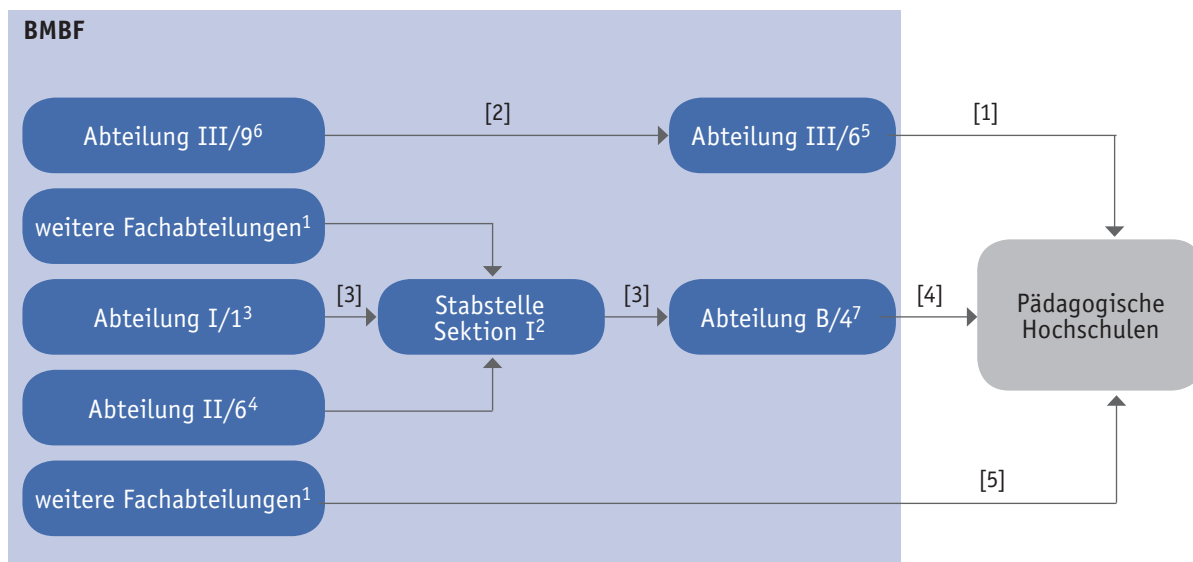 BMBF
[2]
[1]
Abteilung III/9⁶
Abteilung III/6⁵
weitere Fachabteilungen¹
[3]
[3]
[4]
Abteilung I/1³
Stabstelle
Sektion I²
Abteilung B/4⁷
Pädagogische
Hochschulen
Abteilung II/6⁴
weitere Fachabteilungen¹
[5]